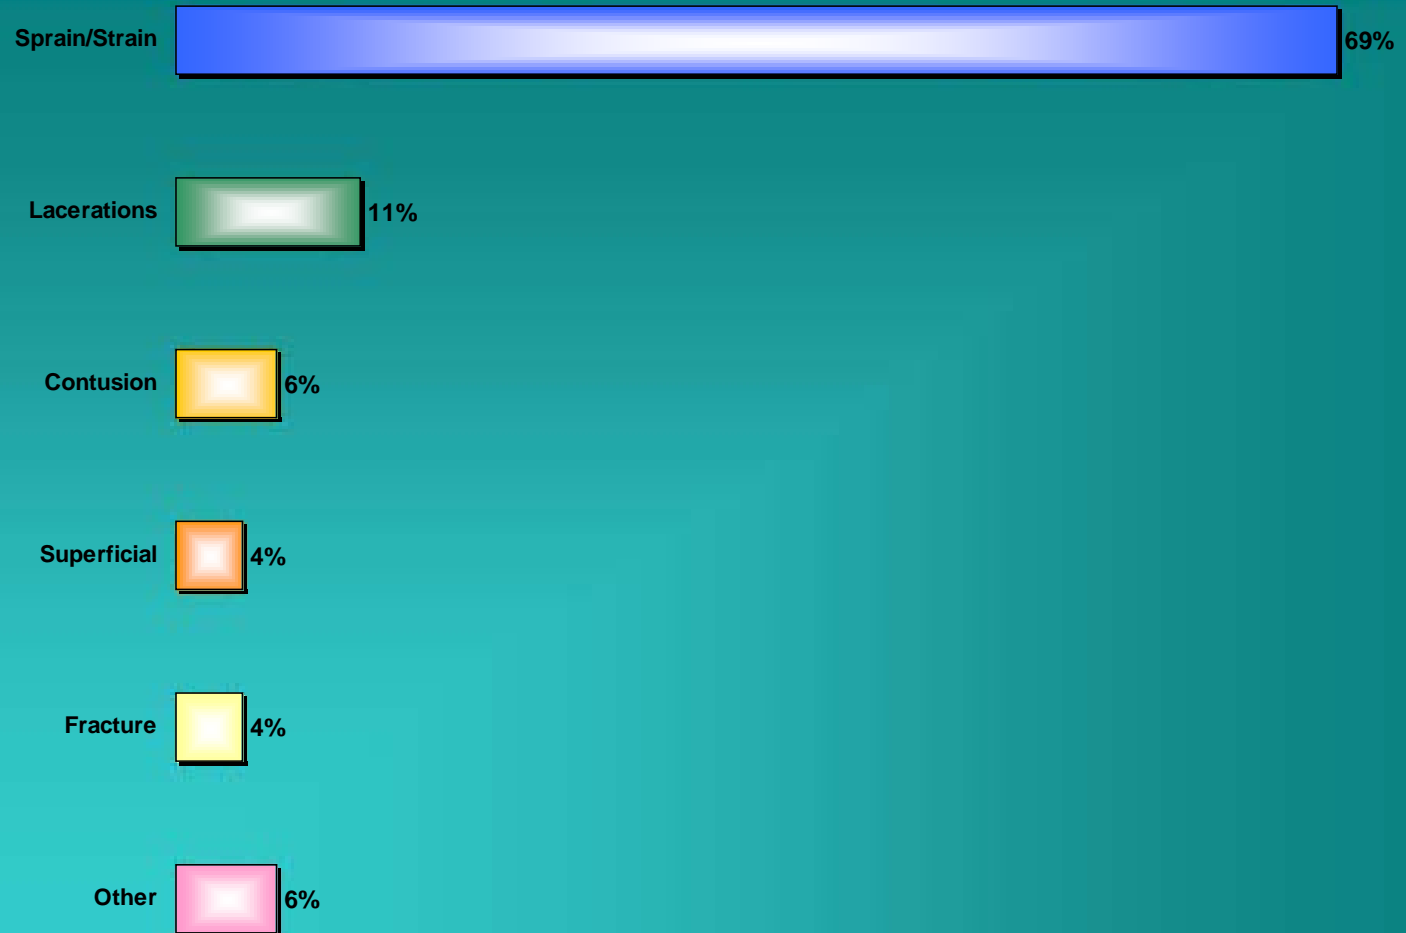 Sprain/Strain 69%
Lacerations 11%
Contusion 6%
Superficial 4%
Fracture 4%
Other 6%